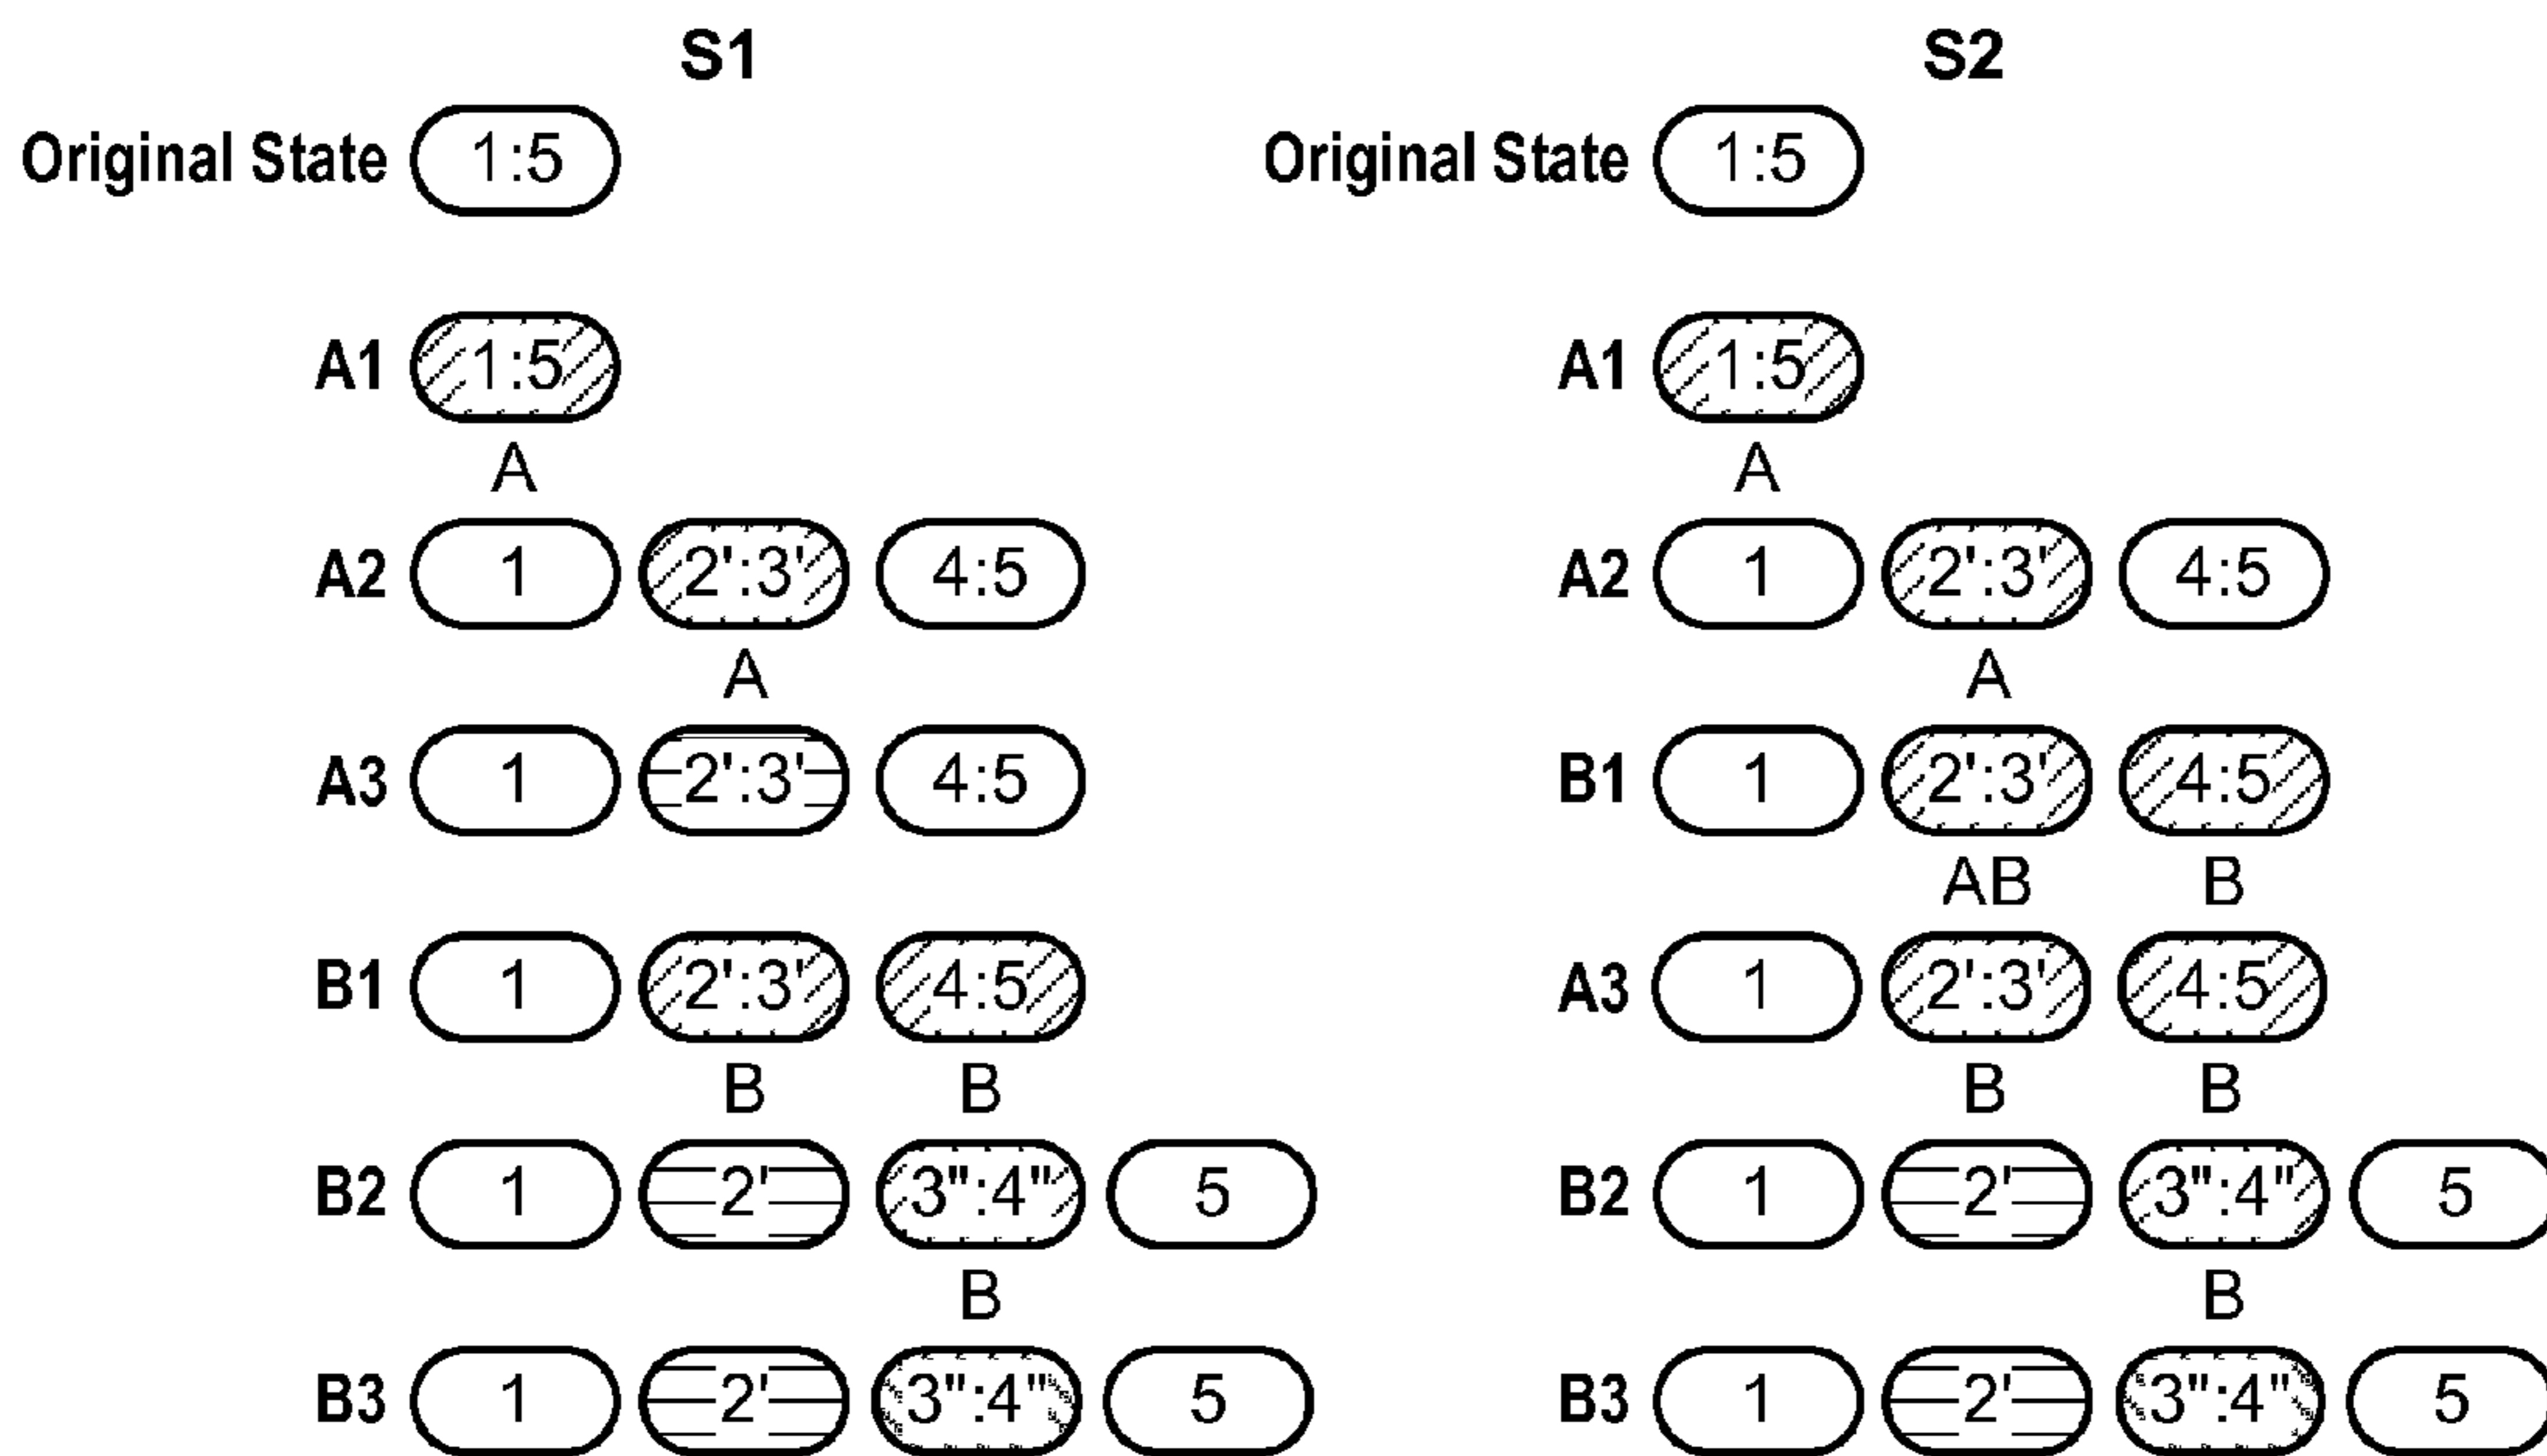 S1
Original State 1:5
A1 1:5
A
A2 1 2':3' 4:5
A
A3 1 2':3' 4:5
B1 1 2':3' 4:5
B B
B2 1 2' 3":4" 5
B
B3 1 2' 3":4" 5
S2
Original State 1:5
A1 1:5
A
A2 1 2':3' 4:5
A
B1 1 2':3' 4:5
AB B
A3 1 2':3' 4:5
B B
B2 1 2' 3":4" 5
B
B3 1 2' 3":4" 5